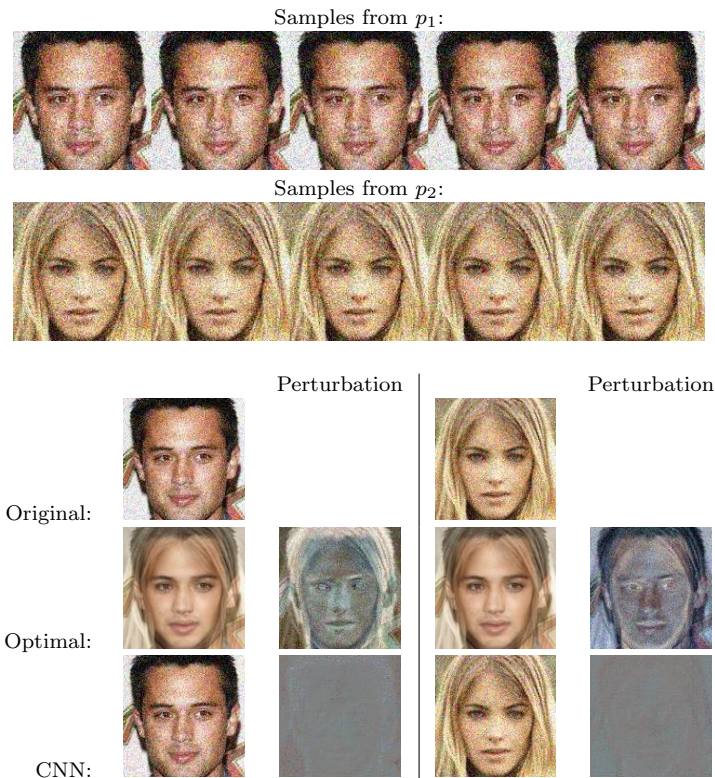 Samples from p₁:
Samples from p₂:
Perturbation Perturbation
Original:
Optimal:
CNN: